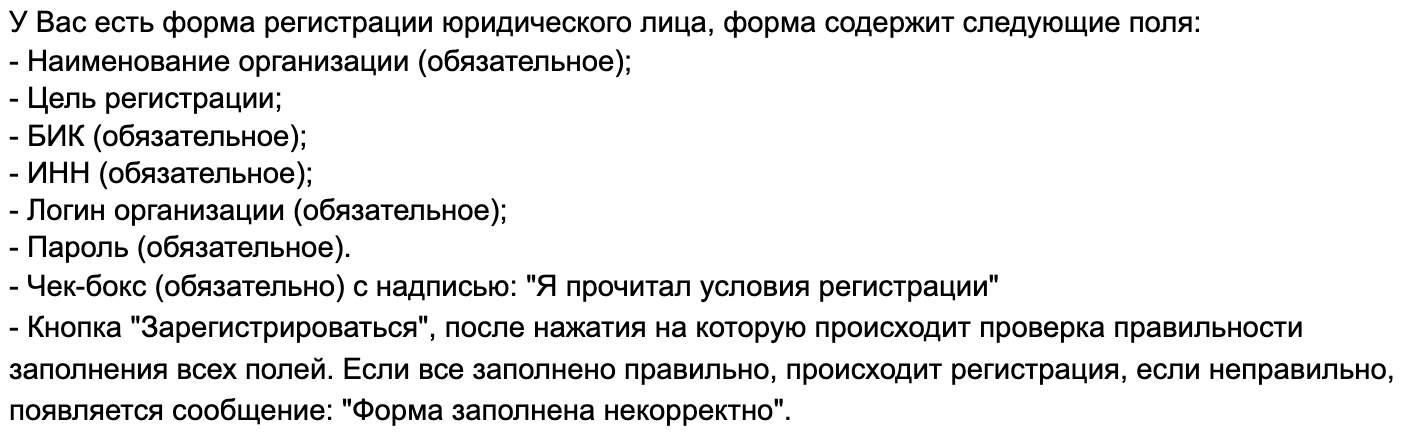 У Вас есть форма регистрации юридического лица, форма содержит следующие поля:
- Наименование организации (обязательное);
- Цель регистрации;
- БИК (обязательное);
- ИНН (обязательное);
- Логин организации (обязательное);
- Пароль (обязательное).
- Чек-бокс (обязательно) с надписью: "Я прочитал условия регистрации"
- Кнопка "Зарегистрироваться", после нажатия на которую происходит проверка правильности
заполнения всех полей. Если все заполнено правильно, происходит регистрация, если неправильно,
появляется сообщение: "Форма заполнена некорректно".